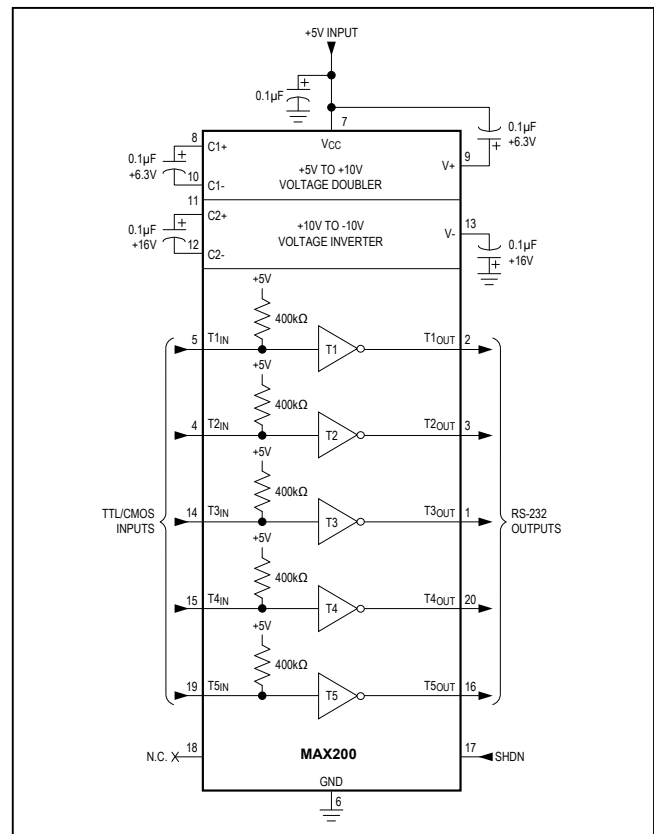 +5V INPUT
0.1µF
+
7
VCC
8
C1+
0.1µF
+6.3V
+
10
C1-
+5V TO +10V
VOLTAGE DOUBLER
V+
9
+
0.1µF
+6.3V
11
C2+
0.1µF
+16V
+
12
C2-
+10V TO -10V
VOLTAGE INVERTER
V-
13
+
0.1µF
+16V
+5V
400kΩ
5
T1IN
T1
T1OUT
2
+5V
400kΩ
4
T2IN
T2
T2OUT
3
+5V
400kΩ
TTL/CMOS
INPUTS
14
T3IN
T3
T3OUT
1
RS-232
OUTPUTS
+5V
400kΩ
15
T4IN
T4
T4OUT
20
+5V
400kΩ
19
T5IN
T5
T5OUT
16
N.C.
18
MAX200
17
SHDN
GND
6